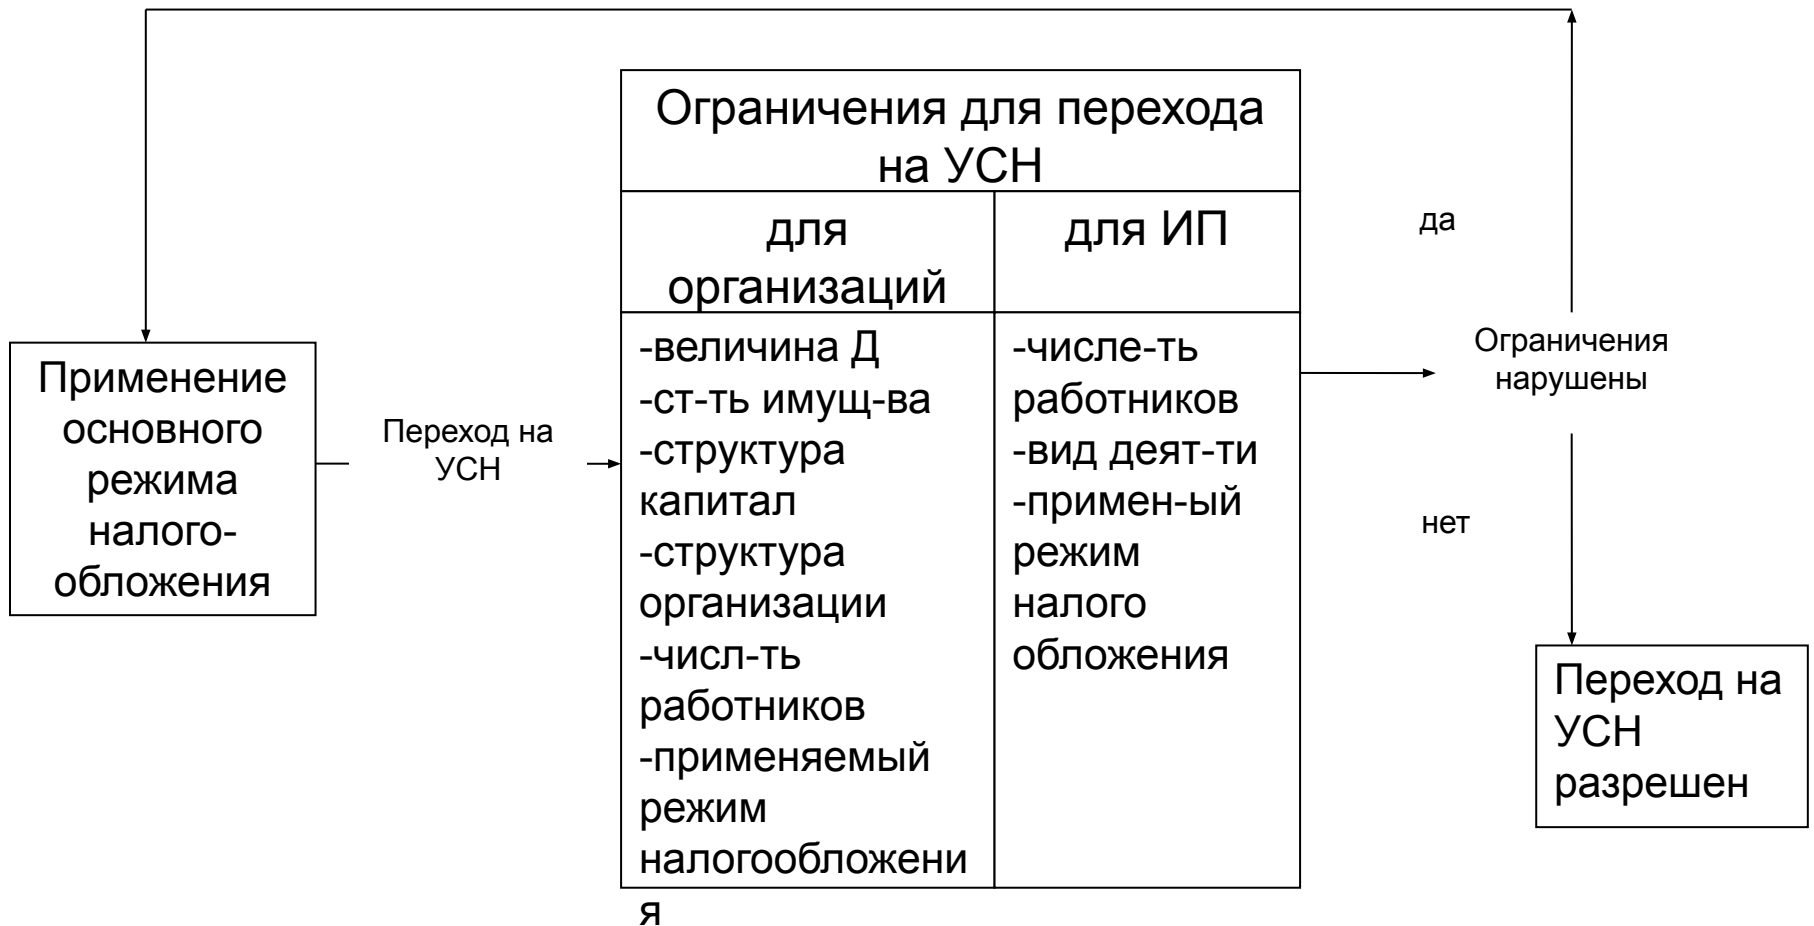 Ограничения для перехода
на УСН
для
организаций
для ИП
-величина Д
-ст-ть имущ-ва
-структура
капитал
-структура
организации
-числ-ть
работников
-применяемый
режим
налогообложени
я
-числе-ть
работников
-вид деят-ти
-примен-ый
режим
налого
обложения
Применение
основного
режима
налого-
обложения
Переход на
УСН
да
Ограничения
нарушены
нет
Переход на
УСН
разрешен